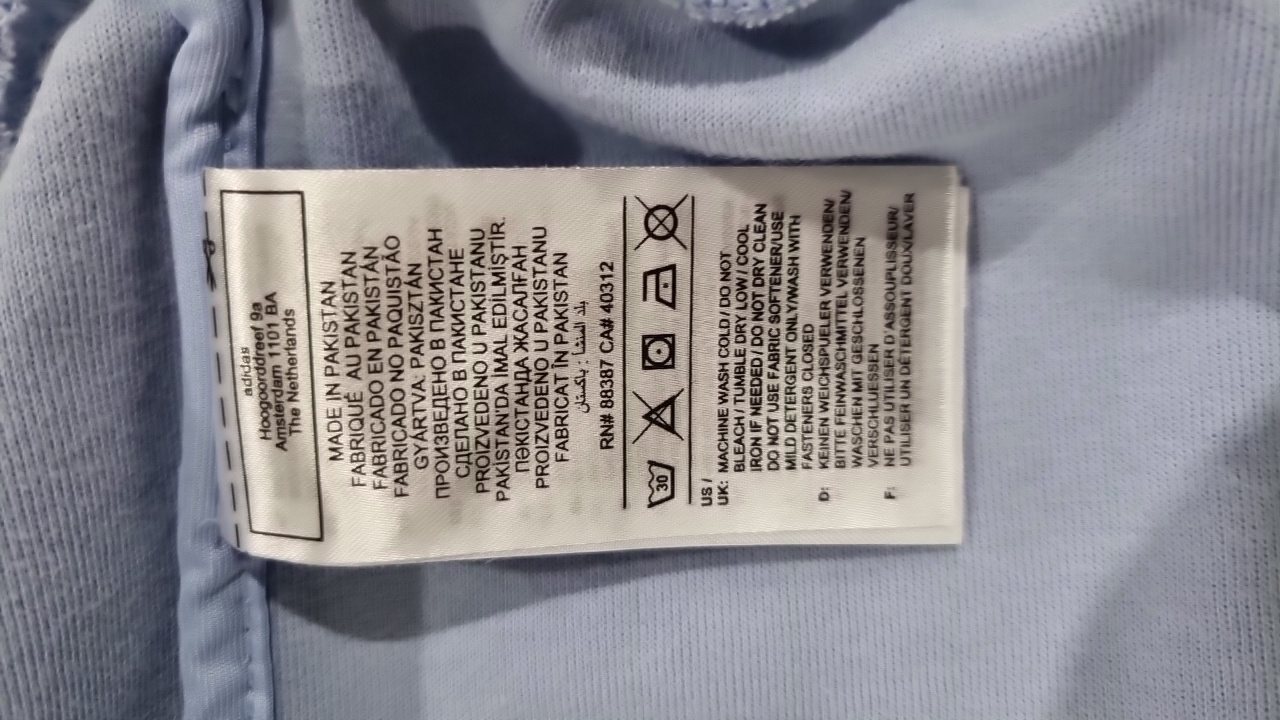 adidas
Hoogoorddreef 9a
Amsterdam 1101 BA
The Netherlands
MADE IN PAKISTAN
FABRIQUÉ AU PAKISTAN
FABRICADO EN PAKISTÁN
FABRICADO NO PAQUISTÃO
GYÁRTVA: PAKISZTÁN
ПРОИЗВЕДЕНО В ПАКИСТАН
СДЕЛАНО В ПАКИСТАНЕ
PROIZVEDENO U PAKISTANU
PAKİSTAN'DA İMAL EDİLMİŞTİR.
ПӘКІСТАНДА ЖАСАЛҒАН
PROIZVEDENO U PAKISTANU
FABRICAT ÎN PAKISTAN
بلد المنشأ : باكستان
RN# 88387 CA# 40312
30
US /
UK: MACHINE WASH COLD / DO NOT
BLEACH / TUMBLE DRY LOW / COOL
IRON IF NEEDED / DO NOT DRY CLEAN
DO NOT USE FABRIC SOFTENER/USE
MILD DETERGENT ONLY/WASH WITH
FASTENERS CLOSED
D: KEINEN WEICHSPUELER VERWENDEN/
BITTE FEINWASCHMITTEL VERWENDEN/
WASCHEN MIT GESCHLOSSENEN
VERSCHLUESSEN
F: NE PAS UTILISER D'ASSOUPLISSEUR/
UTILISER UN DÉTERGENT DOUX/LAVER